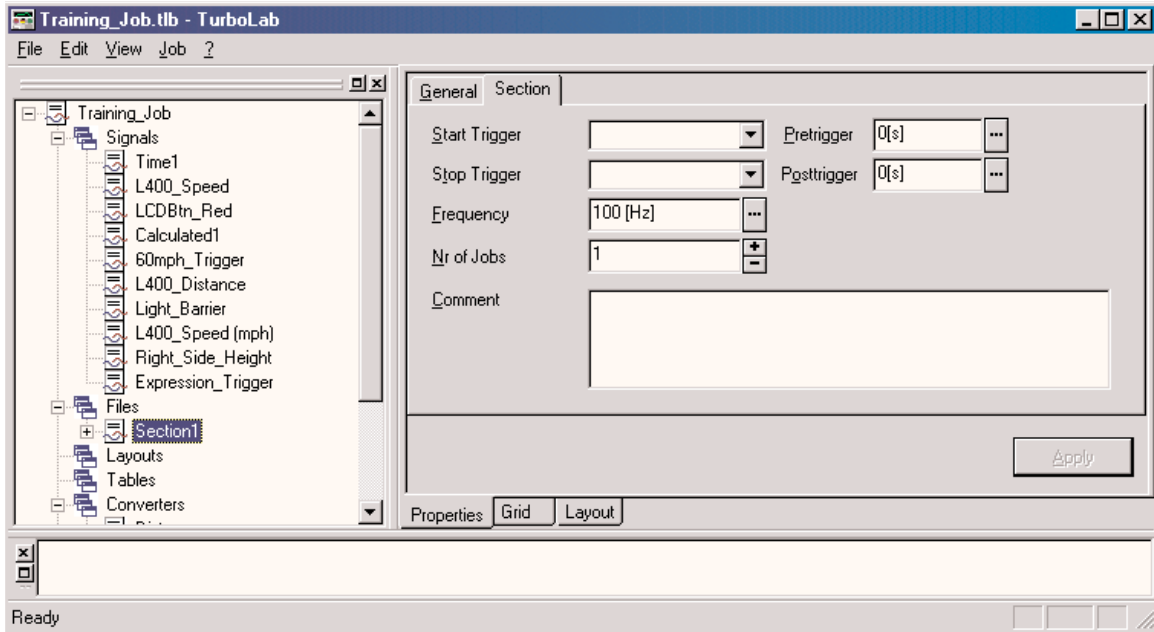 Training_Job.tlb - TurboLab
File Edit View Job ?
Training_Job
Signals
Time1
L400_Speed
LCDBtn_Red
Calculated1
60mph_Trigger
L400_Distance
Light_Barrier
L400_Speed (mph)
Right_Side_Height
Expression_Trigger
Files
Section1
Layouts
Tables
Converters
General Section
Start Trigger Pretrigger 0[s] ...
Stop Trigger Posttrigger 0[s] ...
Frequency 100 [Hz] ...
Nr of Jobs 1 + -
Comment
Apply
Properties Grid Layout
Ready